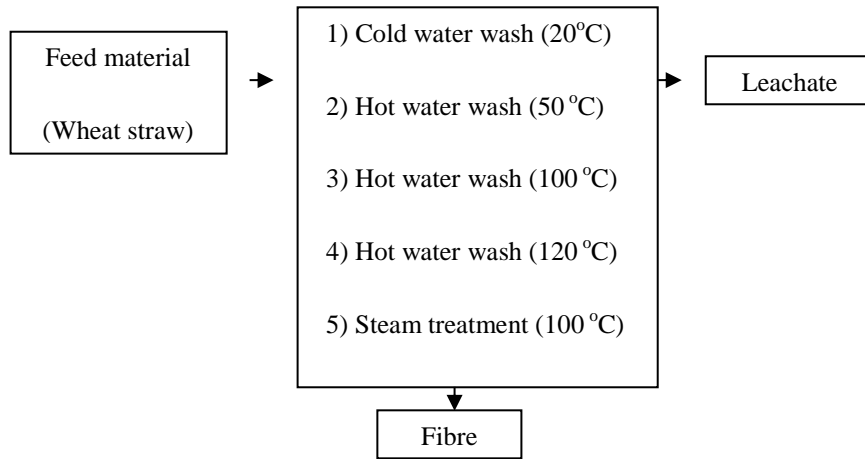 Feed material
(Wheat straw)
1) Cold water wash (20°C)
2) Hot water wash (50 °C)
3) Hot water wash (100 °C)
4) Hot water wash (120 °C)
5) Steam treatment (100 °C)
Leachate
Fibre